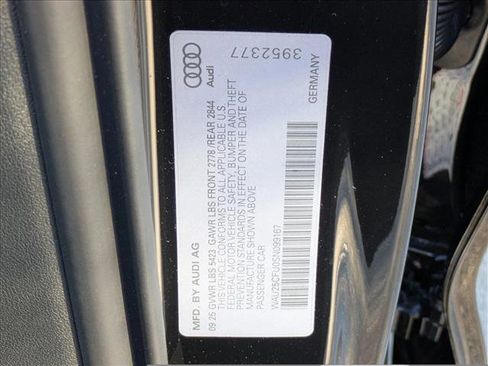 MFD. BY AUDI AG
09.25 GVWR LBS 5423 GAWR LBS FRONT 2778 /REAR 2844
THIS VEHICLE CONFORMS TO ALL APPLICABLE U.S.
FEDERAL MOTOR VEHICLE SAFETY, BUMPER AND THEFT
PREVENTION STANDARDS IN EFFECT ON THE DATE OF
MANUFACTURE SHOWN ABOVE
PASSENGER CAR
WAU25CFU0SN099167
GERMANY
Audi
3952377